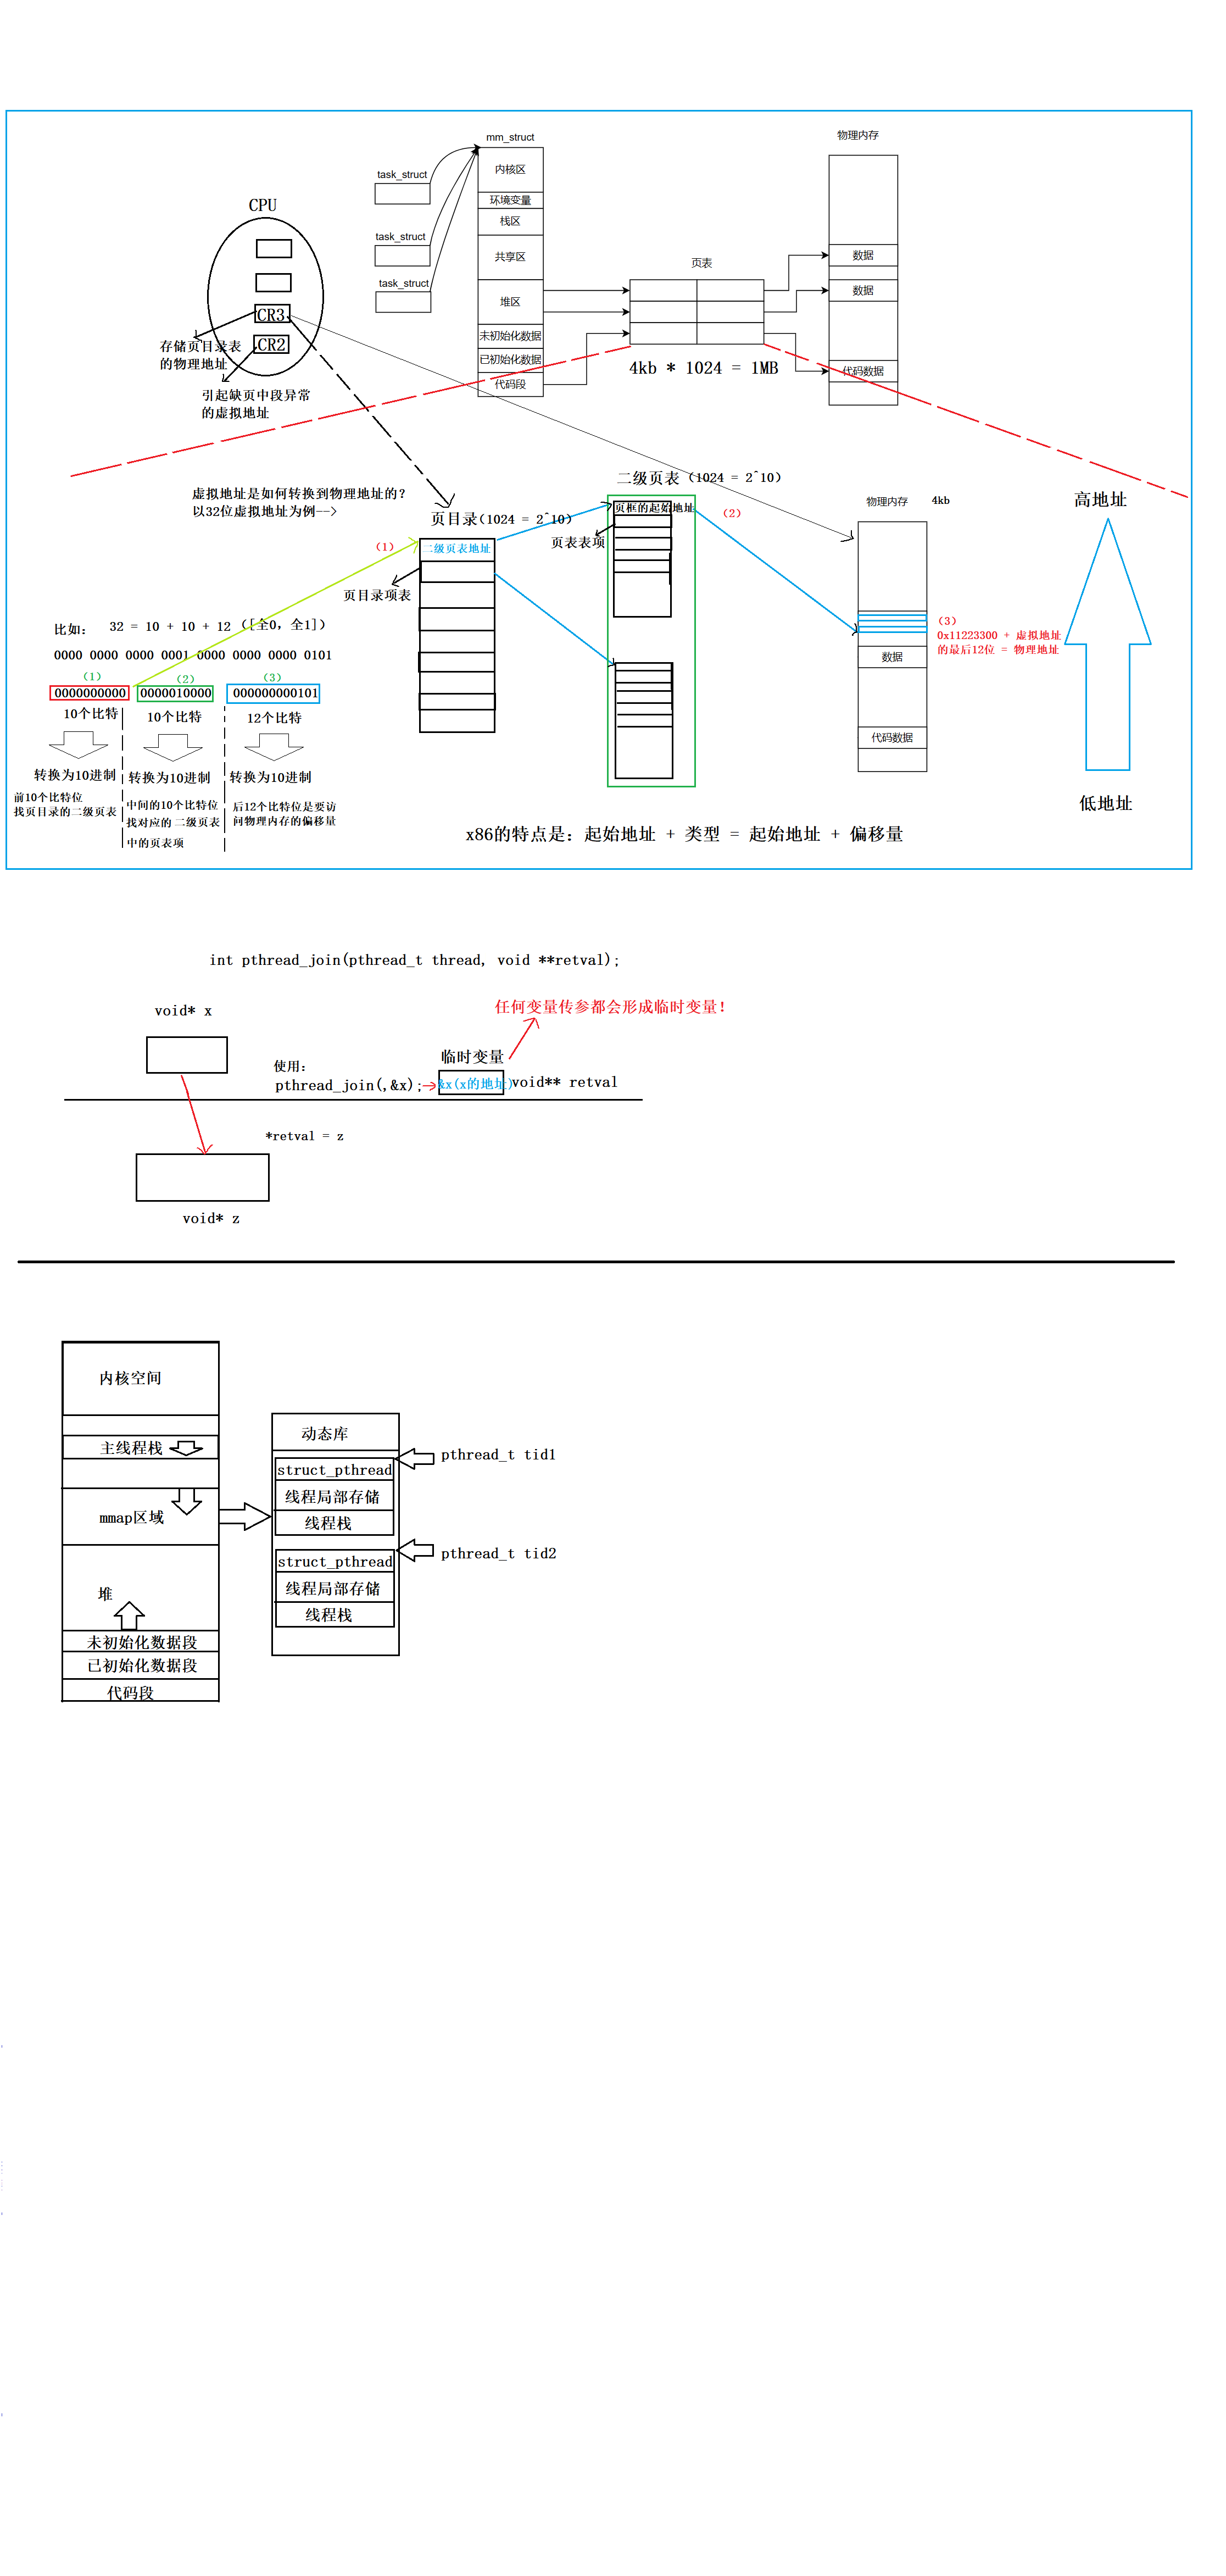 物理内存
mm_struct
内核区
task_struct
环境变量
CPU
栈区
task_struct
共享区
数据
页表
task_struct
数据
堆区
CR3
未初始化数据
CR2
存储页目录表
的物理地址
已初始化数据
4kb * 1024 = 1MB
代码数据
代码段
引起缺页中段异常
的虚拟地址
二级页表（1024 = 2^10）
虚拟地址是如何转换到物理地址的?
以32位虚拟地址为例-->
物理内存
4kb
高地址
页框的起始地址
（2）
页目录（1024 = 2^10）
（1）
二级页表地址
页表表项
页目录项表
比如:
32 = 10 + 10 + 12
（[全0, 全1]）
（3）
0x11223300 + 虚拟地址
的最后12位 = 物理地址
0000 0000 0000 0001 0000 0000 0000 0101
数据
（1）
（2）
（3）
0000000000
0000010000
000000000101
10个比特
10个比特
12个比特
代码数据
转换为10进制
转换为10进制
转换为10进制
前10个比特位
找页目录的二级页表
中间的10个比特位
找对应的 二级页表
中的页表项
后12个比特位是要访
问物理内存的偏移量
低地址
x86的特点是: 起始地址 + 类型 = 起始地址 + 偏移量
int pthread_join(pthread_t thread, void **retval);
void* x
任何变量传参都会形成临时变量!
临时变量
使用:
pthread_join(,&x);
&x(x的地址)
void** retval
*retval = z
void* z
内核空间
主线程栈
动态库
pthread_t tid1
struct_pthread
线程局部存储
mmap区域
线程栈
pthread_t tid2
struct_pthread
线程局部存储
堆
线程栈
未初始化数据段
已初始化数据段
代码段